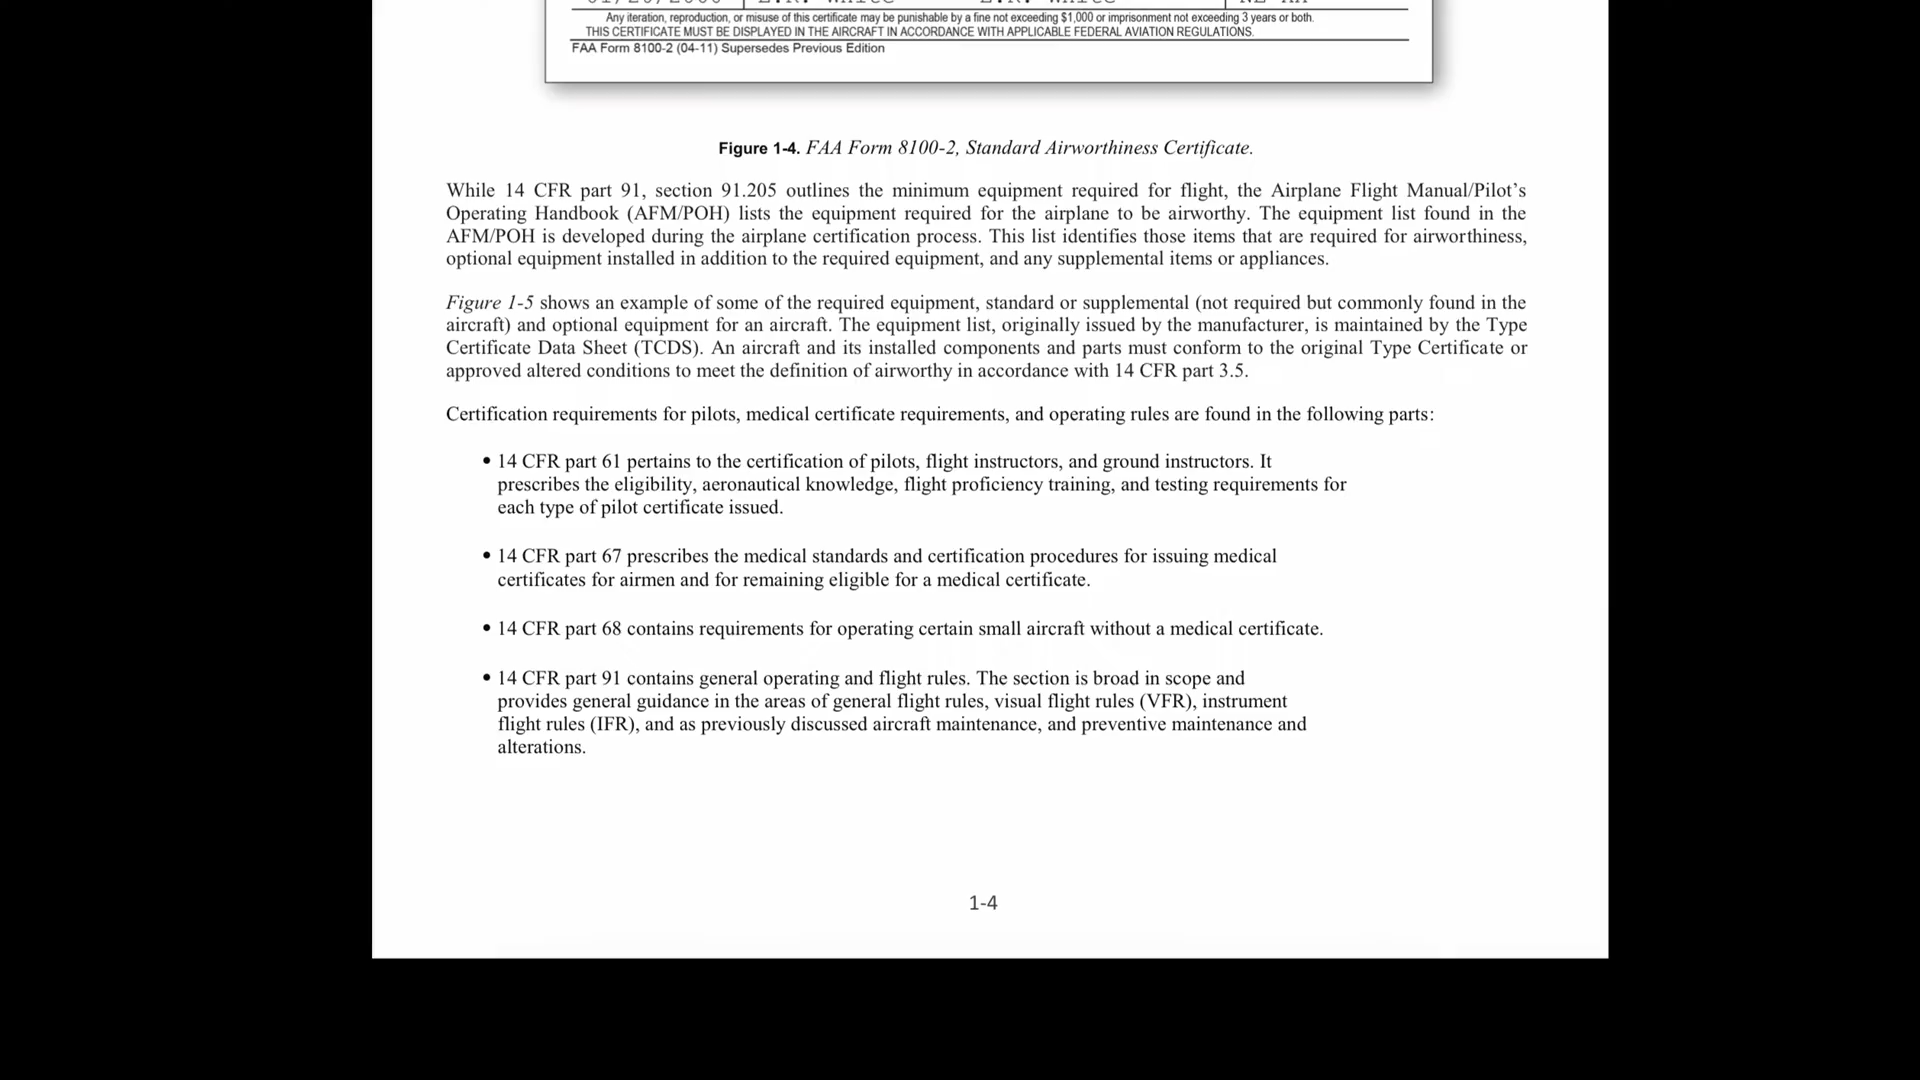 Any iteration, reproduction, or misuse of this certificate may be punishable by a fine not exceeding $1,000 or imprisonment not exceeding 3 years or both.
THIS CERTIFICATE MUST BE DISPLAYED IN THE AIRCRAFT IN ACCORDANCE WITH APPLICABLE FEDERAL AVIATION REGULATIONS.
FAA Form 8100-2 (04-11) Supersedes Previous Edition
Figure 1-4. FAA Form 8100-2, Standard Airworthiness Certificate.
While 14 CFR part 91, section 91.205 outlines the minimum equipment required for flight, the Airplane Flight Manual/Pilot’s
Operating Handbook (AFM/POH) lists the equipment required for the airplane to be airworthy. The equipment list found in the
AFM/POH is developed during the airplane certification process. This list identifies those items that are required for airworthiness,
optional equipment installed in addition to the required equipment, and any supplemental items or appliances.
Figure 1-5 shows an example of some of the required equipment, standard or supplemental (not required but commonly found in the
aircraft) and optional equipment for an aircraft. The equipment list, originally issued by the manufacturer, is maintained by the Type
Certificate Data Sheet (TCDS). An aircraft and its installed components and parts must conform to the original Type Certificate or
approved altered conditions to meet the definition of airworthy in accordance with 14 CFR part 3.5.
Certification requirements for pilots, medical certificate requirements, and operating rules are found in the following parts:
• 14 CFR part 61 pertains to the certification of pilots, flight instructors, and ground instructors. It
prescribes the eligibility, aeronautical knowledge, flight proficiency training, and testing requirements for
each type of pilot certificate issued.
• 14 CFR part 67 prescribes the medical standards and certification procedures for issuing medical
certificates for airmen and for remaining eligible for a medical certificate.
• 14 CFR part 68 contains requirements for operating certain small aircraft without a medical certificate.
• 14 CFR part 91 contains general operating and flight rules. The section is broad in scope and
provides general guidance in the areas of general flight rules, visual flight rules (VFR), instrument
flight rules (IFR), and as previously discussed aircraft maintenance, and preventive maintenance and
alterations.
1-4